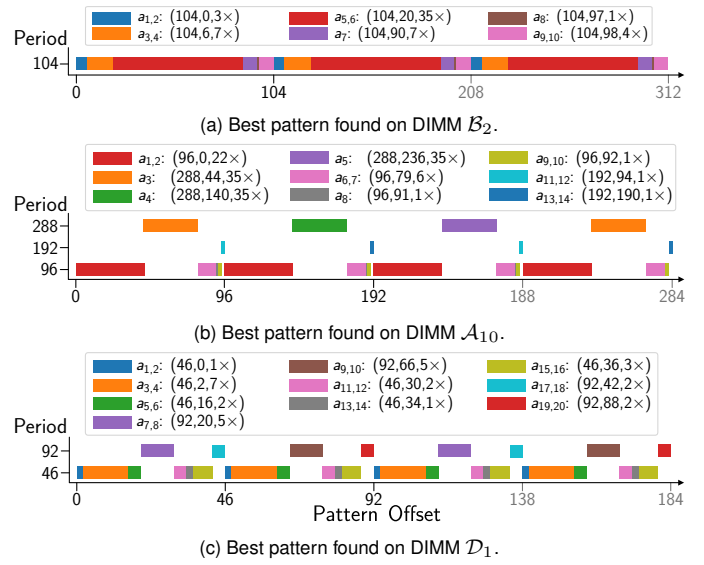 a1,2: (104,0,3×) a5,6: (104,20,35×) a8: (104,97,1×)
a3,4: (104,6,7×) a7: (104,90,7×) a9,10: (104,98,4×)
Period
104
0 104 208 312
(a) Best pattern found on DIMM B2.
a1,2: (96,0,22×) a5: (288,236,35×) a9,10: (96,92,1×)
a3: (288,44,35×) a6,7: (96,79,6×) a11,12: (192,94,1×)
a4: (288,140,35×) a8: (96,91,1×) a13,14: (192,190,1×)
Period
288
192
96
0 96 192 188 284
(b) Best pattern found on DIMM A10.
a1,2: (46,0,1×) a9,10: (92,66,5×) a15,16: (46,36,3×)
a3,4: (46,2,7×) a11,12: (46,30,2×) a17,18: (92,42,2×)
a5,6: (46,16,2×) a13,14: (46,34,1×) a19,20: (92,88,2×)
a7,8: (92,20,5×)
Period
92
46
0 46 92 138 184
Pattern Offset
(c) Best pattern found on DIMM D1.